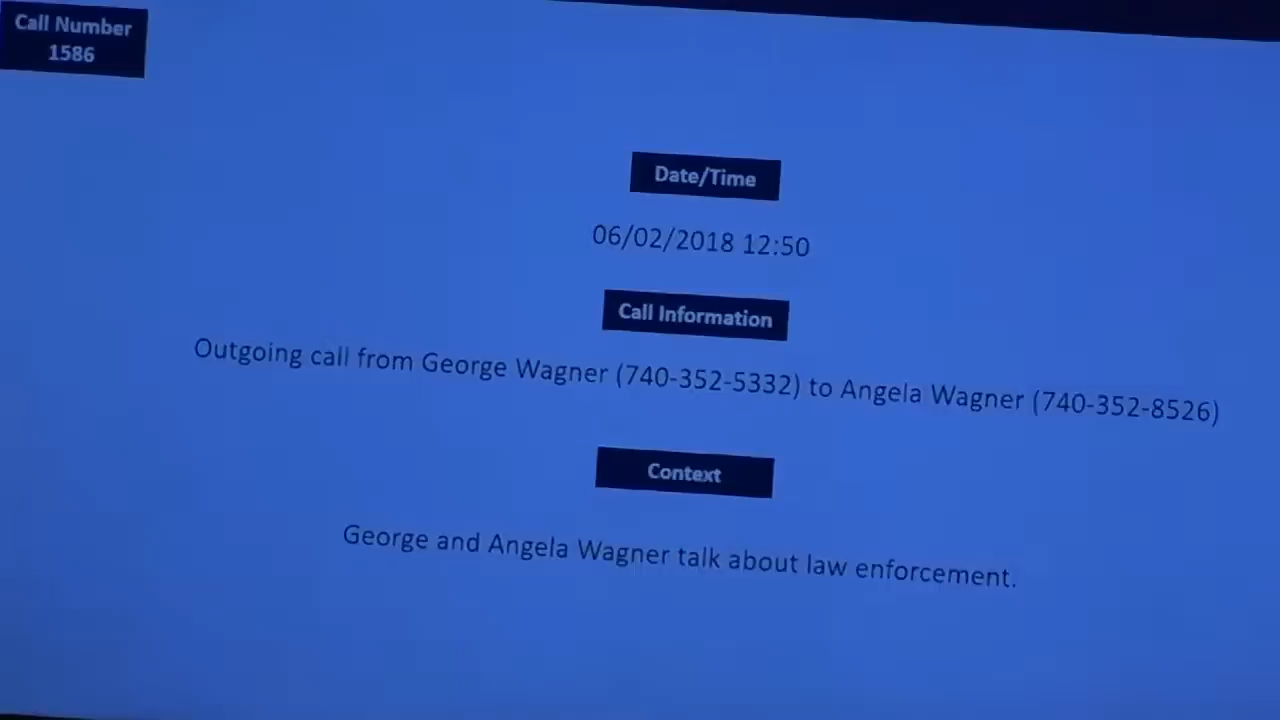 Call Number
1586
Date/Time
06/02/2018 12:50
Call Information
Outgoing call from George Wagner (740-352-5332) to Angela Wagner (740-352-8526)
Context
George and Angela Wagner talk about law enforcement.